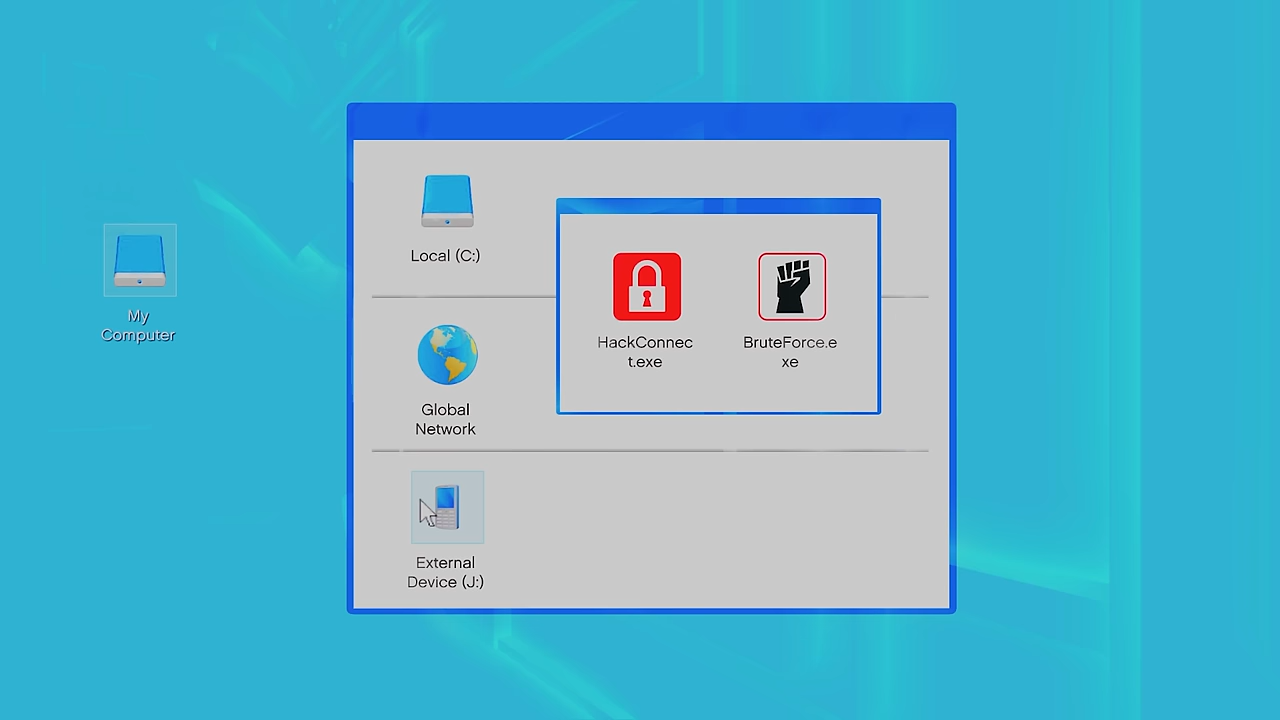 My
Computer
Local (C:)
Global
Network
External
Device (J:)
HackConnec
t.exe
BruteForce.e
xe